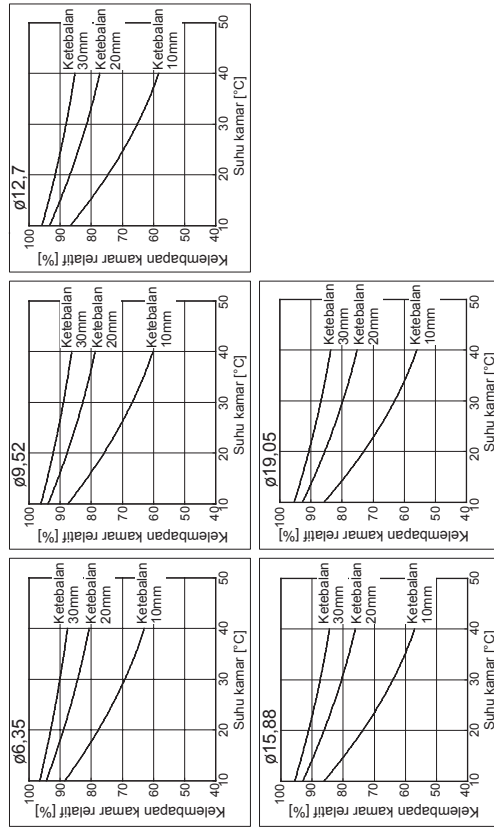 ø6,35
Kelembapan kamar relatif [%]
100
90
80
70
60
50
40
10
20
30
40
50
Suhu kamar [°C]
Ketebalan
30mm
Ketebalan
20mm
Ketebalan
10mm
ø9,52
Kelembapan kamar relatif [%]
100
90
80
70
60
50
40
10
20
30
40
50
Suhu kamar [°C]
Ketebalan
30mm
Ketebalan
20mm
Ketebalan
10mm
ø12,7
Kelembapan kamar relatif [%]
100
90
80
70
60
50
40
10
20
30
40
50
Suhu kamar [°C]
Ketebalan
30mm
Ketebalan
20mm
Ketebalan
10mm
ø15,88
Kelembapan kamar relatif [%]
100
90
80
70
60
50
40
10
20
30
40
50
Suhu kamar [°C]
Ketebalan
30mm
Ketebalan
20mm
Ketebalan
10mm
ø19,05
Kelembapan kamar relatif [%]
100
90
80
70
60
50
40
10
20
30
40
50
Suhu kamar [°C]
Ketebalan
30mm
Ketebalan
20mm
Ketebalan
10mm